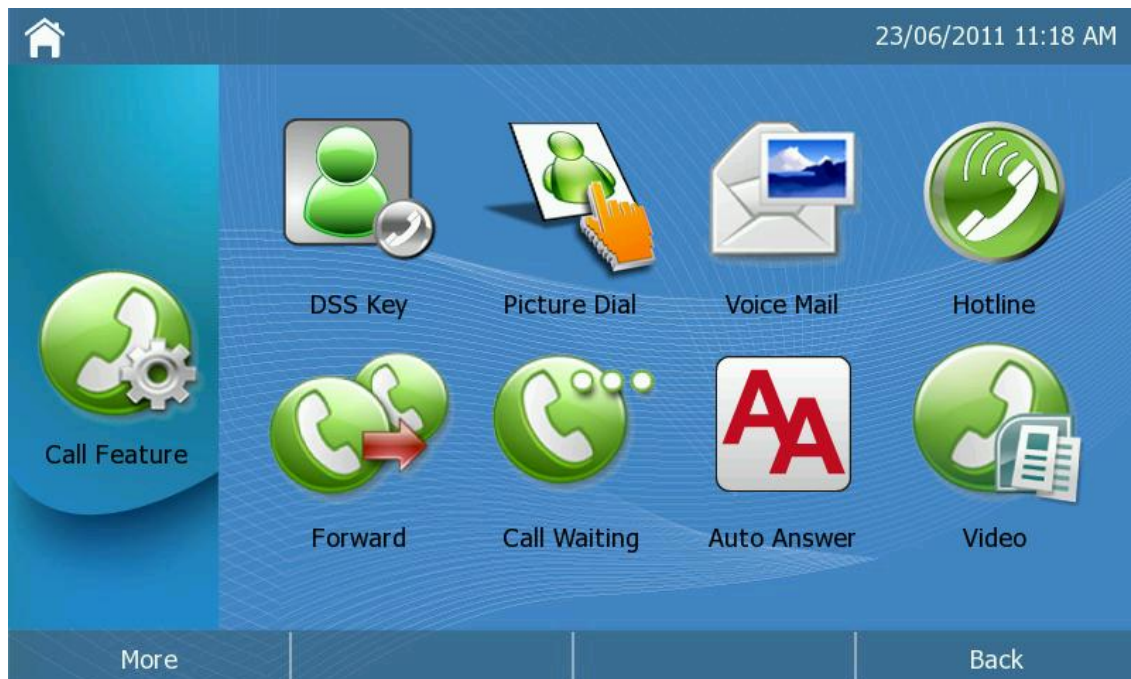 23/06/2011 11:18 AM
DSS Key
Picture Dial
Voice Mail
Hotline
Call Feature
Forward
Call Waiting
AA
Auto Answer
Video
More
Back